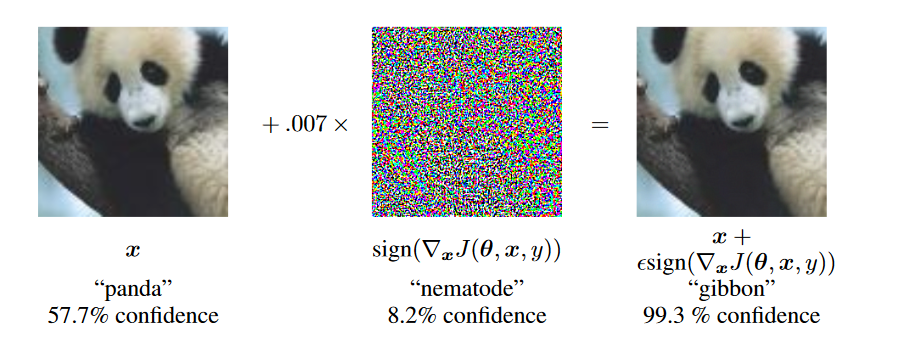 + .007 ×
=
x
sign(∇ₓJ(θ, x, y))
x +
ϵsign(∇ₓJ(θ, x, y))
“panda”
“nematode”
“gibbon”
57.7% confidence
8.2% confidence
99.3 % confidence